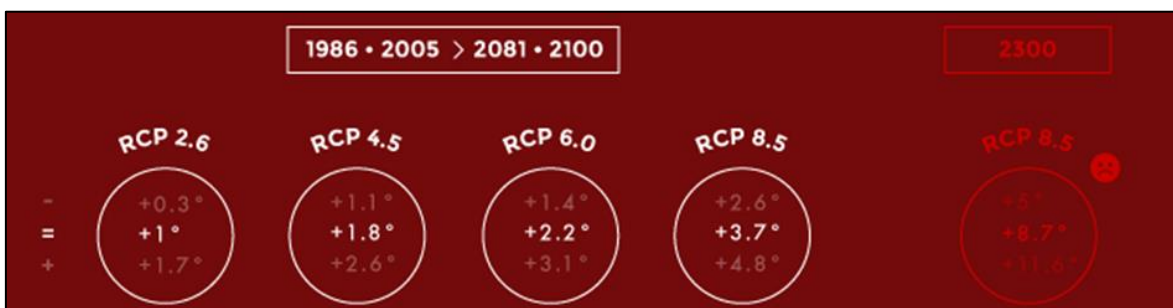 1986 • 2005 > 2081 • 2100 2300
RCP 2.6 RCP 4.5 RCP 6.0 RCP 8.5 RCP 8.5
- +0.3° +1.1° +1.4° +2.6° +5°
= +1° +1.8° +2.2° +3.7° +8.7°
+ +1.7° +2.6° +3.1° +4.8° +11.6°